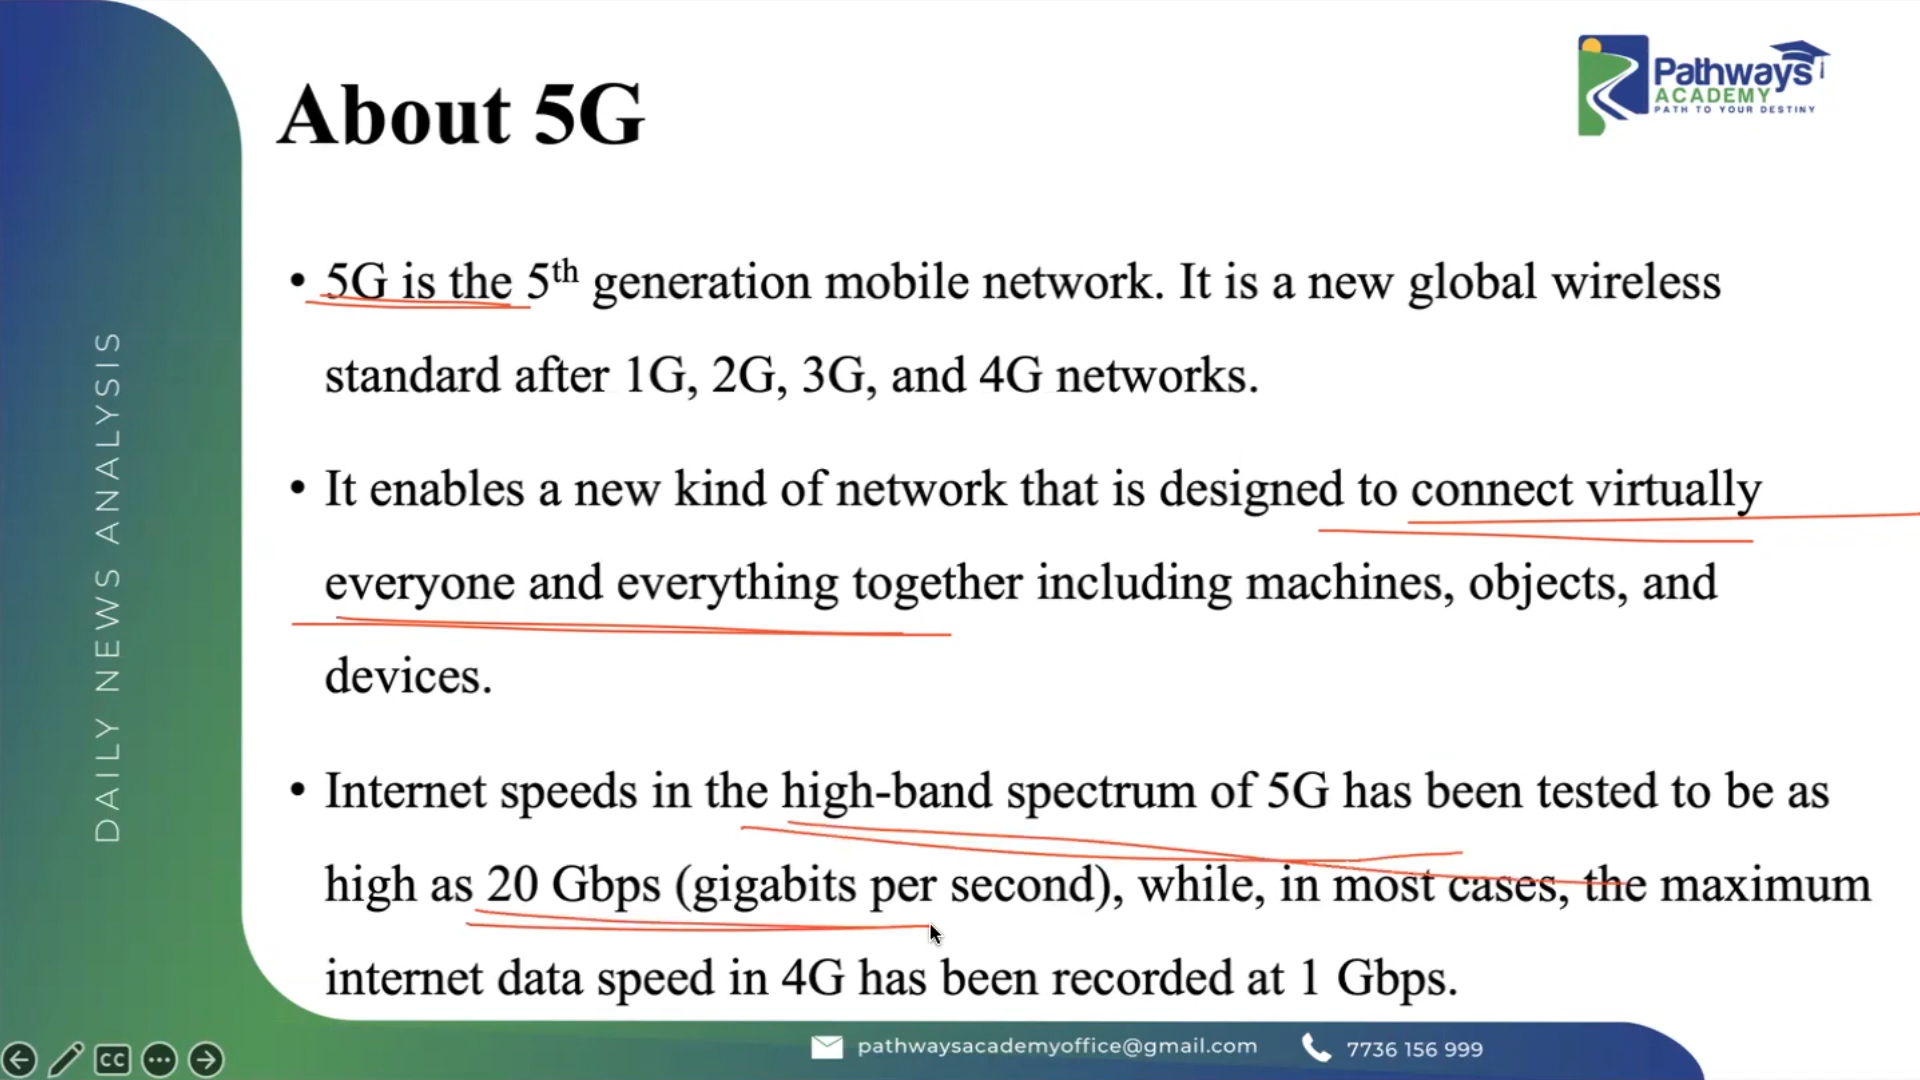 Pathways
ACADEMY
PATH TO YOUR DESTINY
About 5G
DAILY NEWS ANALYSIS
• 5G is the 5th generation mobile network. It is a new global wireless
standard after 1G, 2G, 3G, and 4G networks.
• It enables a new kind of network that is designed to connect virtually
everyone and everything together including machines, objects, and
devices.
• Internet speeds in the high-band spectrum of 5G has been tested to be as
high as 20 Gbps (gigabits per second), while, in most cases, the maximum
internet data speed in 4G has been recorded at 1 Gbps.
CC
pathwaysacademyoffice@gmail.com
7736 156 999